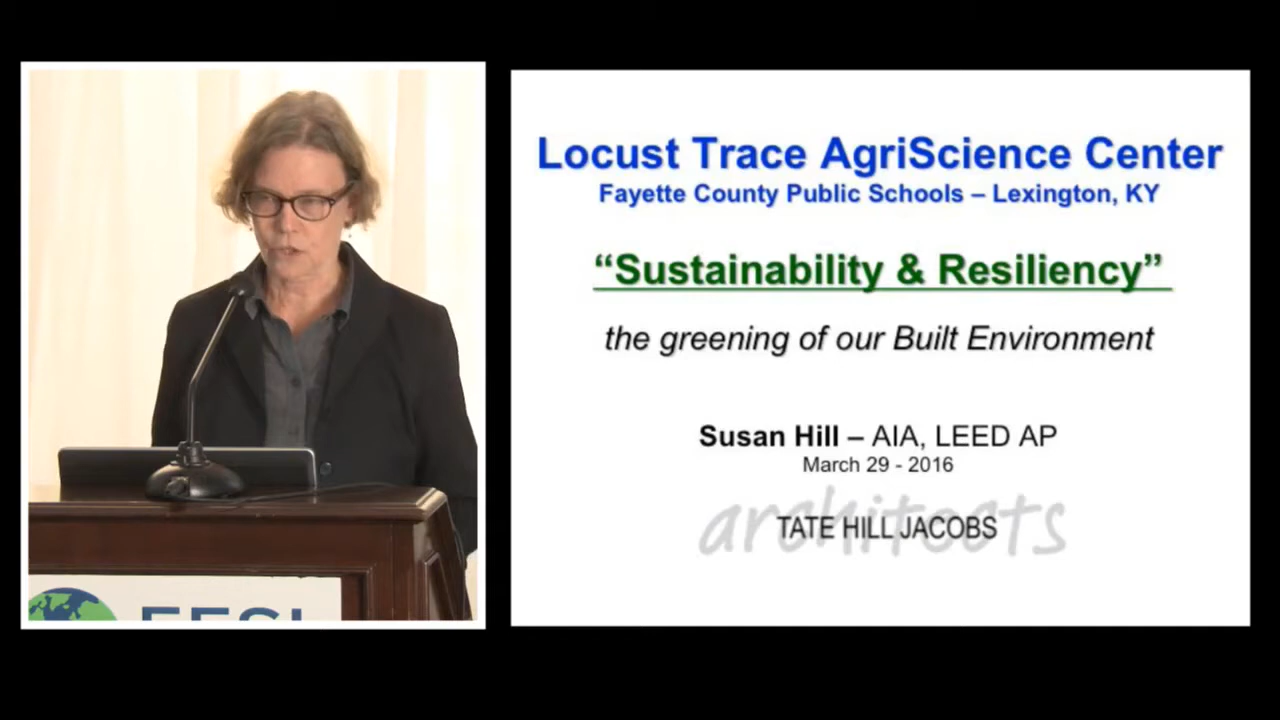 Locust Trace AgriScience Center
Fayette County Public Schools – Lexington, KY
“Sustainability & Resiliency”
the greening of our Built Environment
Susan Hill – AIA, LEED AP
March 29 - 2016
architects
TATE HILL JACOBS
EESI